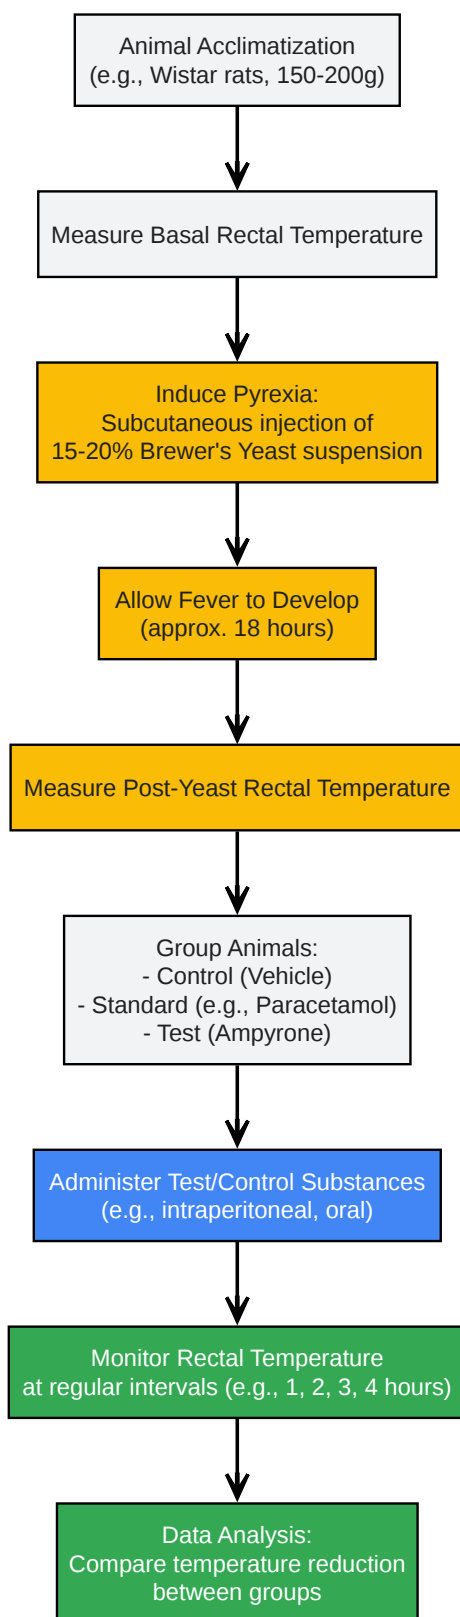 Animal Acclimatization
(e.g., Wistar rats, 150-200g)
Measure Basal Rectal Temperature
Induce Pyrexia:
Subcutaneous injection of
15-20% Brewer's Yeast suspension
Allow Fever to Develop
(approx. 18 hours)
Measure Post-Yeast Rectal Temperature
Group Animals:
- Control (Vehicle)
- Standard (e.g., Paracetamol)
- Test (Ampyrone)
Administer Test/Control Substances
(e.g., intraperitoneal, oral)
Monitor Rectal Temperature
at regular intervals (e.g., 1, 2, 3, 4 hours)
Data Analysis:
Compare temperature reduction
between groups